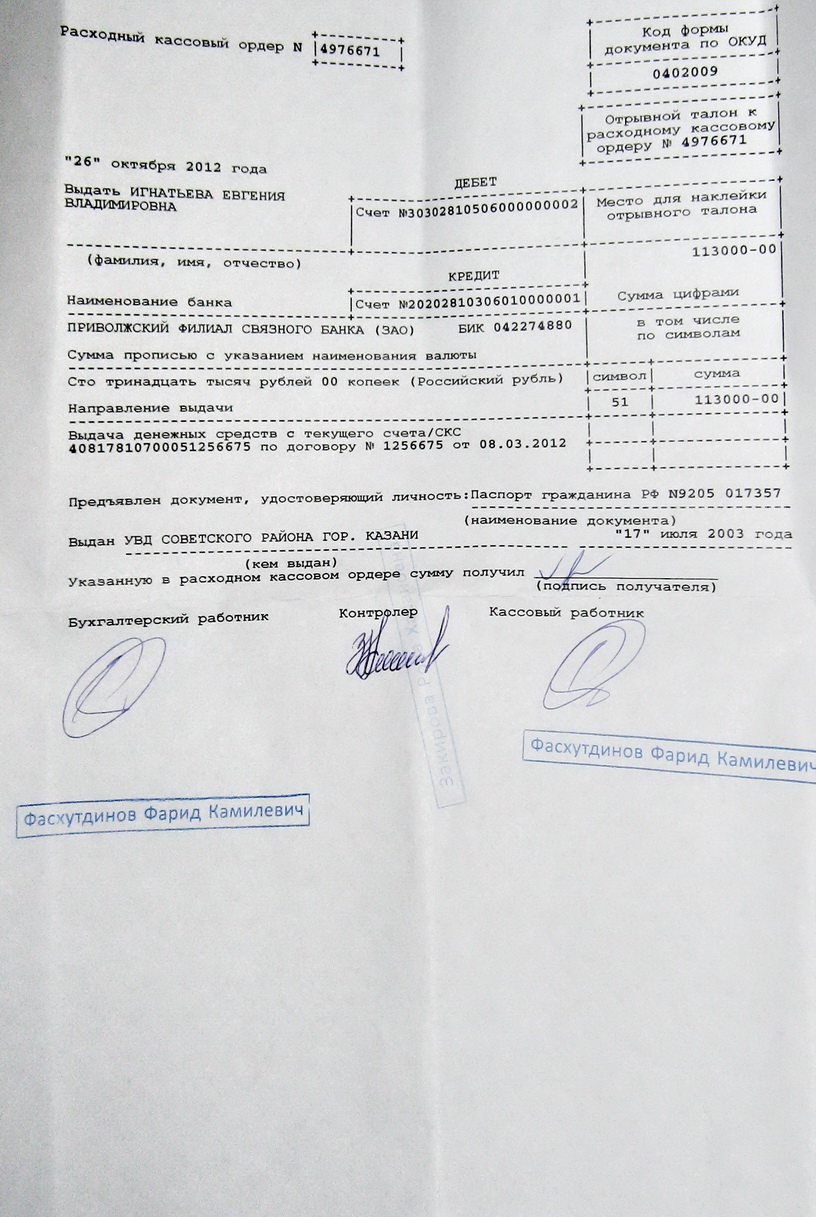 Расходный кассовый ордер N 4976671
Код формы
документа по ОКУД
0402009
Отрывной талон к
расходному кассовому
ордеру № 4976671
"26" октября 2012 года
ДЕБЕТ
Выдать ИГНАТЬЕВА ЕВГЕНИЯ
ВЛАДИМИРОВНА
Счет №30302810506000000002
Место для наклейки
отрывного талона
113000-00
(фамилия, имя, отчество)
КРЕДИТ
Наименование банка
Счет №20202810306010000001
Сумма цифрами
ПРИВОЛЖСКИЙ ФИЛИАЛ СВЯЗНОГО БАНКА (ЗАО) БИК 042274880
в том числе
по символам
Сумма прописью с указанием наименования валюты
Сто тринадцать тысяч рублей 00 копеек (Российский рубль)
символ сумма
51 113000-00
Направление выдачи
Выдача денежных средств с текущего счета/СКС
40817810700051256675 по договору № 1256675 от 08.03.2012
Предъявлен документ, удостоверяющий личность:Паспорт гражданина РФ N9205 017357
(наименование документа)
Выдан УВД СОВЕТСКОГО РАЙОНА ГОР. КАЗАНИ "17" июля 2003 года
(кем выдан)
Указанную в расходном кассовом ордере сумму получил
(подпись получателя)
Бухгалтерский работник Контролер Кассовый работник
Фасхутдинов Фарид Камилевич
Фасхутдинов Фарид Камилевич